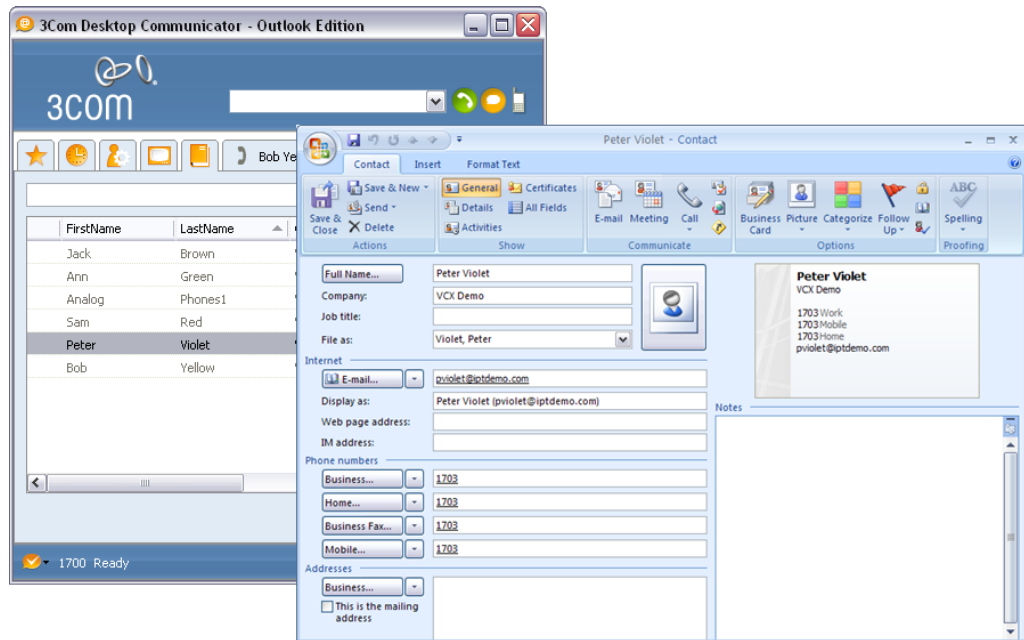 3Com Desktop Communicator - Outlook Edition
3COM
Bob Ye
FirstName LastName
Jack Brown
Ann Green
Analog Phones1
Sam Red
Peter Violet
Bob Yellow
1700 Ready
Peter Violet - Contact
Contact Insert Format Text
Save & Close
Save & New
Send
Delete
Actions
General
Details
Activities
Certificates
All Fields
Show
E-mail Meeting Call
Communicate
Business Card Picture Categorize Follow Up
Options
ABC
Spelling
Proofing
Full Name... Peter Violet
Company: VCX Demo
Job title:
File as: Violet, Peter
Internet
E-mail... pviolet@iptdemo.com
Display as: Peter Violet (pviolet@iptdemo.com)
Web page address:
IM address:
Phone numbers
Business... 1703
Home... 1703
Business Fax... 1703
Mobile... 1703
Addresses
Business...
This is the mailing
address
Peter Violet
VCX Demo
1703 Work
1703 Mobile
1703 Home
pviolet@iptdemo.com
Notes